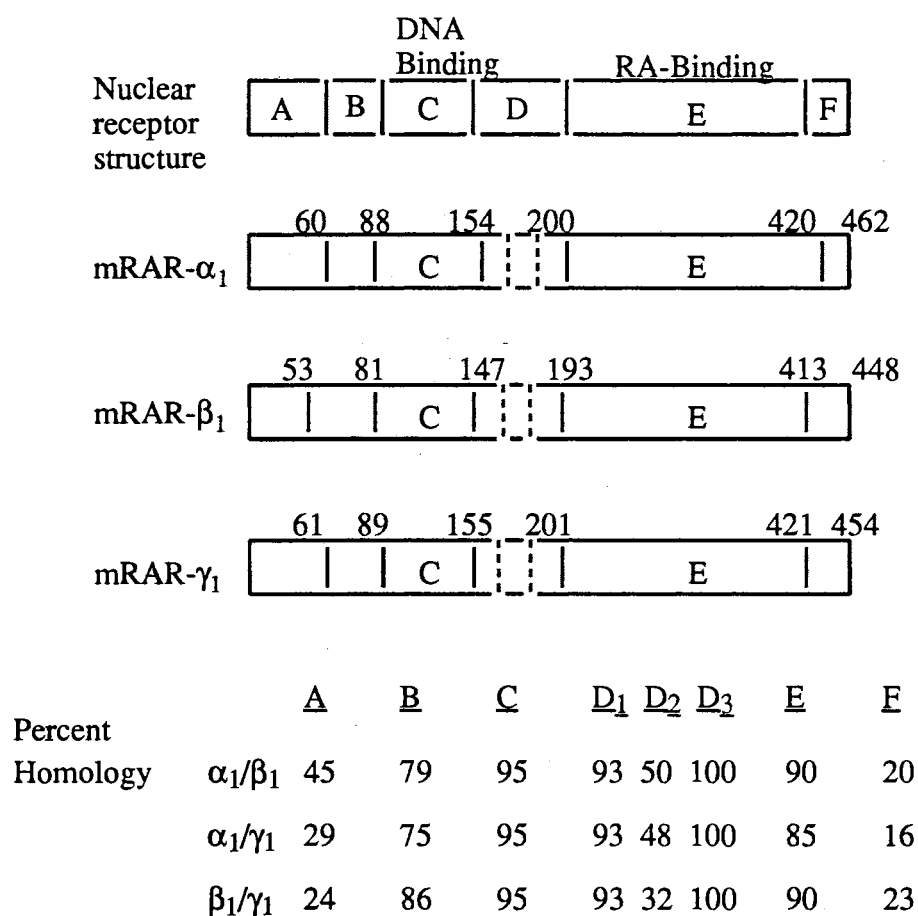 DNA
Binding RA-Binding
Nuclear
receptor
structure
A B C D E F
60 88 154 200 420 462
mRAR-α₁ C E
53 81 147 193 413 448
mRAR-β₁ C E
61 89 155 201 421 454
mRAR-γ₁ C E
A B C D₁ D₂ D₃ E F
Percent
Homology α₁/β₁ 45 79 95 93 50 100 90 20
α₁/γ₁ 29 75 95 93 48 100 85 16
β₁/γ₁ 24 86 95 93 32 100 90 23